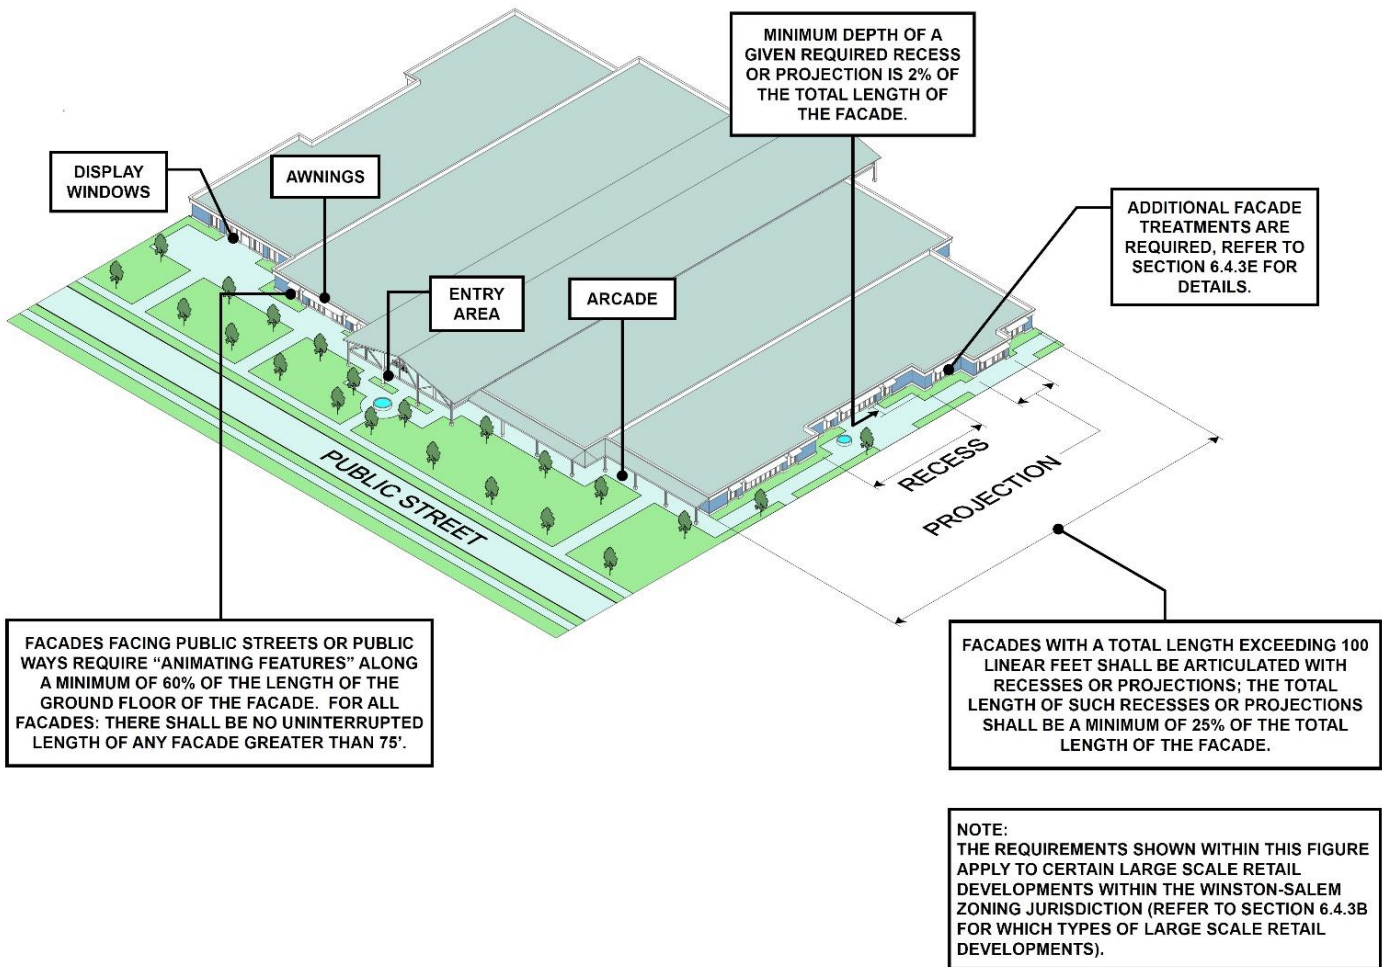 MINIMUM DEPTH OF A
GIVEN REQUIRED RECESS
OR PROJECTION IS 2% OF
THE TOTAL LENGTH OF
THE FACADE.
DISPLAY
WINDOWS
AWNINGS
ADDITIONAL FACADE
TREATMENTS ARE
REQUIRED, REFER TO
SECTION 6.4.3E FOR
DETAILS.
ENTRY
AREA
ARCADE
PUBLIC STREET
RECESS
PROJECTION
FACADES FACING PUBLIC STREETS OR PUBLIC
WAYS REQUIRE “ANIMATING FEATURES” ALONG
A MINIMUM OF 60% OF THE LENGTH OF THE
GROUND FLOOR OF THE FACADE. FOR ALL
FACADES: THERE SHALL BE NO UNINTERRUPTED
LENGTH OF ANY FACADE GREATER THAN 75’.
FACADES WITH A TOTAL LENGTH EXCEEDING 100
LINEAR FEET SHALL BE ARTICULATED WITH
RECESSES OR PROJECTIONS; THE TOTAL
LENGTH OF SUCH RECESSES OR PROJECTIONS
SHALL BE A MINIMUM OF 25% OF THE TOTAL
LENGTH OF THE FACADE.
NOTE:
THE REQUIREMENTS SHOWN WITHIN THIS FIGURE
APPLY TO CERTAIN LARGE SCALE RETAIL
DEVELOPMENTS WITHIN THE WINSTON-SALEM
ZONING JURISDICTION (REFER TO SECTION 6.4.3B
FOR WHICH TYPES OF LARGE SCALE RETAIL
DEVELOPMENTS).